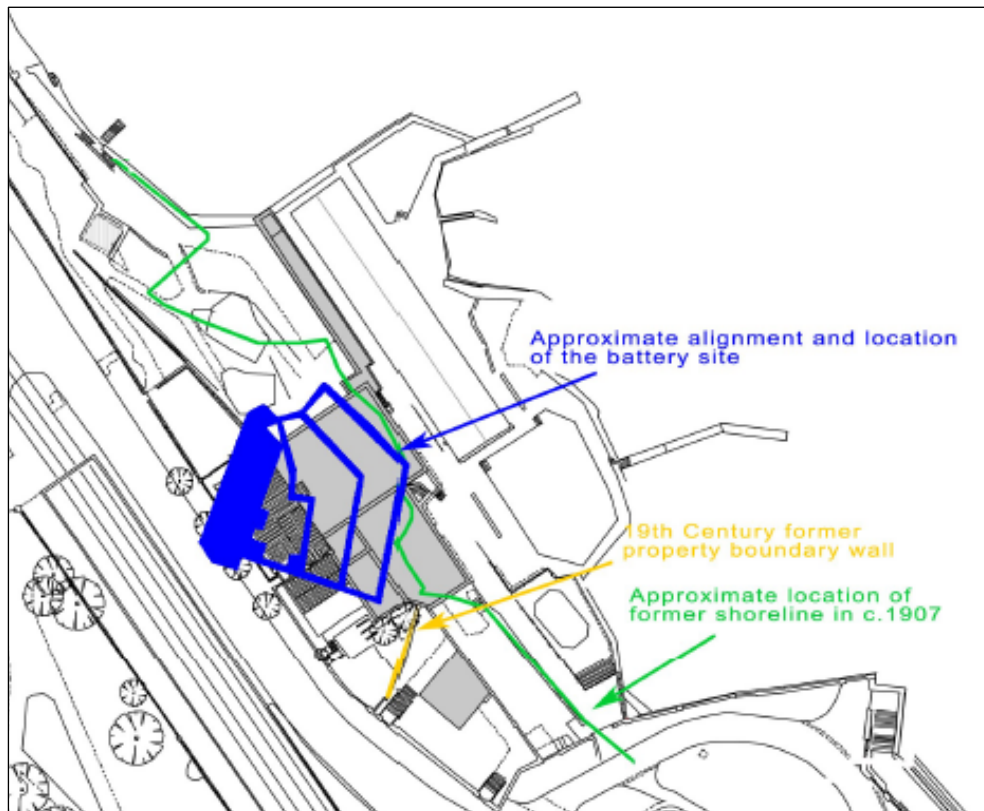 Approximate alignment and location
of the battery site
19th Century former
property boundary wall
Approximate location of
former shoreline in c.1907